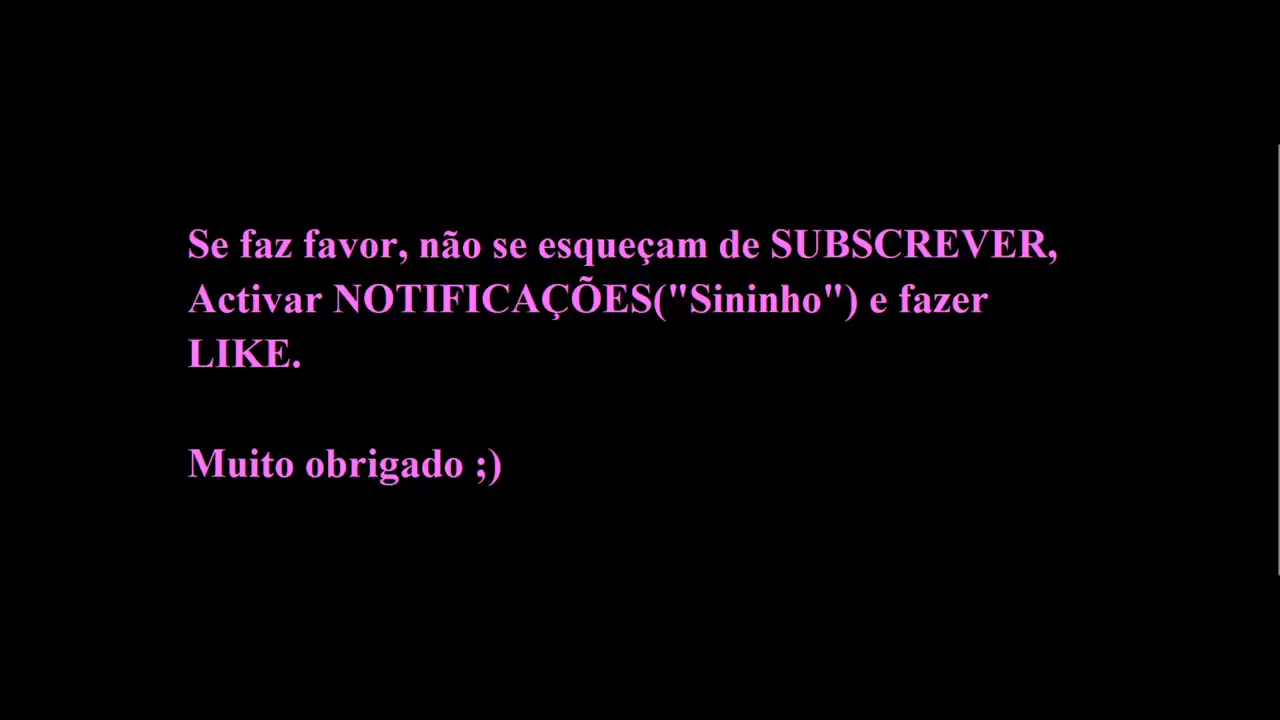 Se faz favor, não se esqueçam de SUBSCREVER,
Activar NOTIFICAÇÕES("Sininho") e fazer
LIKE.
Muito obrigado ;)